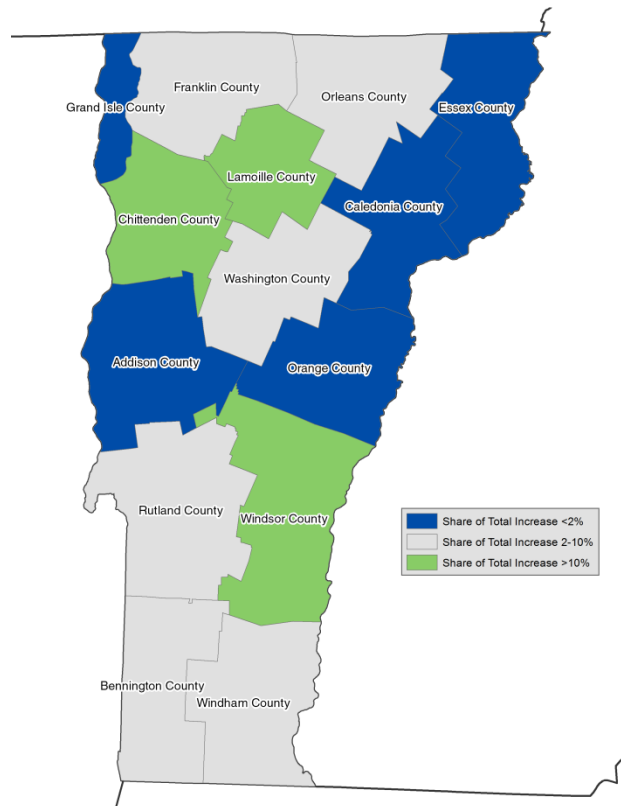 Franklin County
Orleans County
Grand Isle County
Essex County
Lamoille County
Caledonia County
Chittenden County
Washington County
Addison County
Orange County
Rutland County
Windsor County
Share of Total Increase <2%
Share of Total Increase 2-10%
Share of Total Increase >10%
Bennington County
Windham County